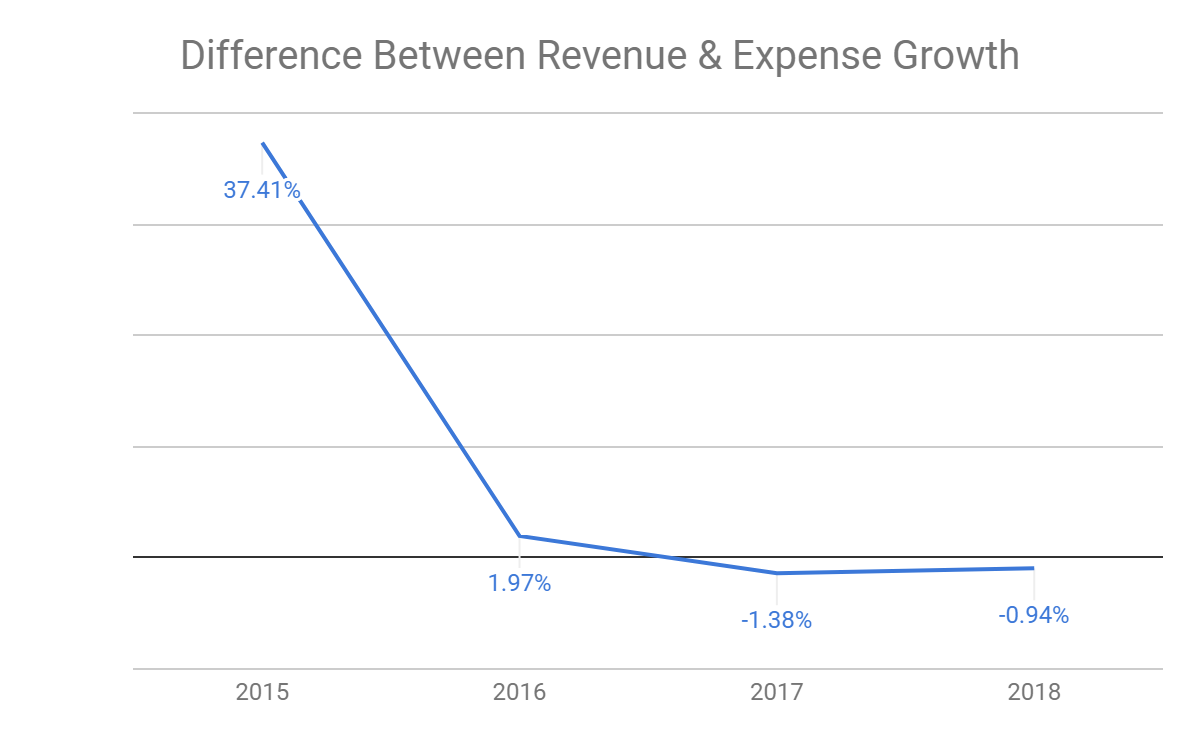 Difference Between Revenue & Expense Growth
37.41%
1.97%
-1.38%
-0.94%
2015 2016 2017 2018